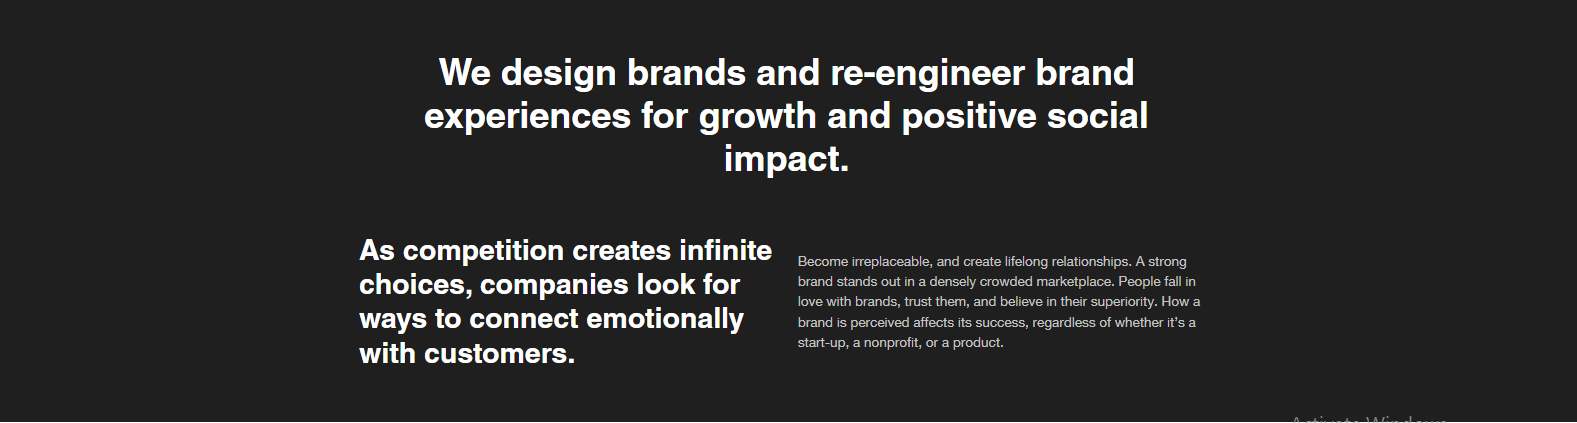 We design brands and re-engineer brand
experiences for growth and positive social
impact.
As competition creates infinite
choices, companies look for
ways to connect emotionally
with customers.
Become irreplaceable, and create lifelong relationships. A strong
brand stands out in a densely crowded marketplace. People fall in
love with brands, trust them, and believe in their superiority. How a
brand is perceived affects its success, regardless of whether it’s a
start-up, a nonprofit, or a product.
Activate Windows